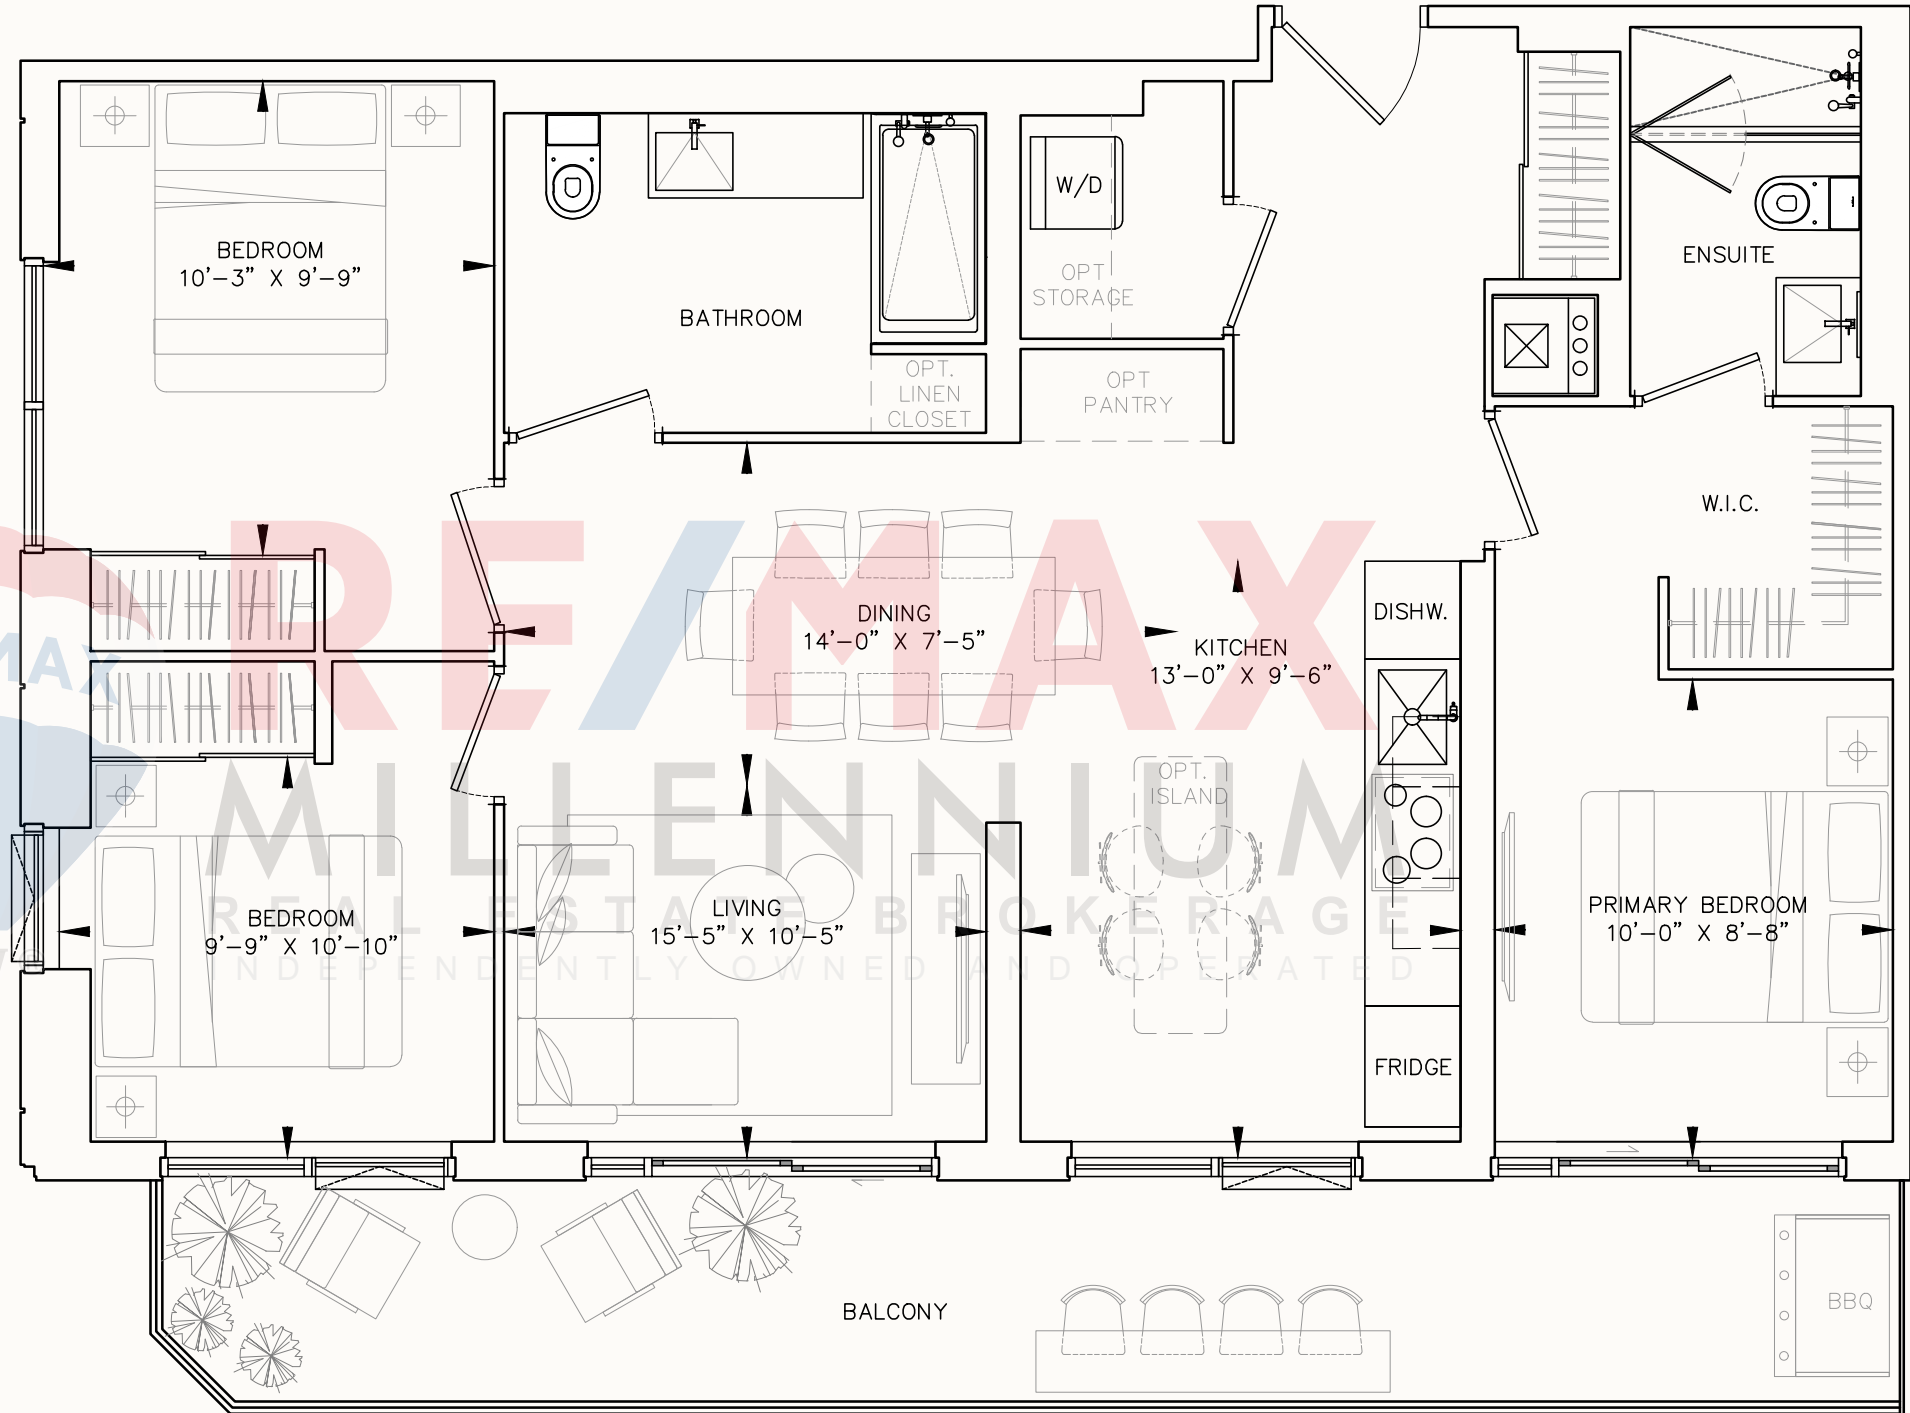 BEDROOM
10'-3" X 9'-9"
BATHROOM
W/D
OPT
STORAGE
OPT.
LINEN
CLOSET
OPT
PANTRY
ENSUITE
W.I.C.
RE/MAX
MAX
DINING
14'-0" X 7'-5"
KITCHEN
13'-0" X 9'-6"
DISHW.
MILLENNIUM
OPT.
ISLAND
REAL ESTATE BROKERAGE
INDEPENDENTLY OWNED AND OPERATED
BEDROOM
9'-9" X 10'-10"
LIVING
15'-5" X 10'-5"
PRIMARY BEDROOM
10'-0" X 8'-8"
FRIDGE
BALCONY
BBQ